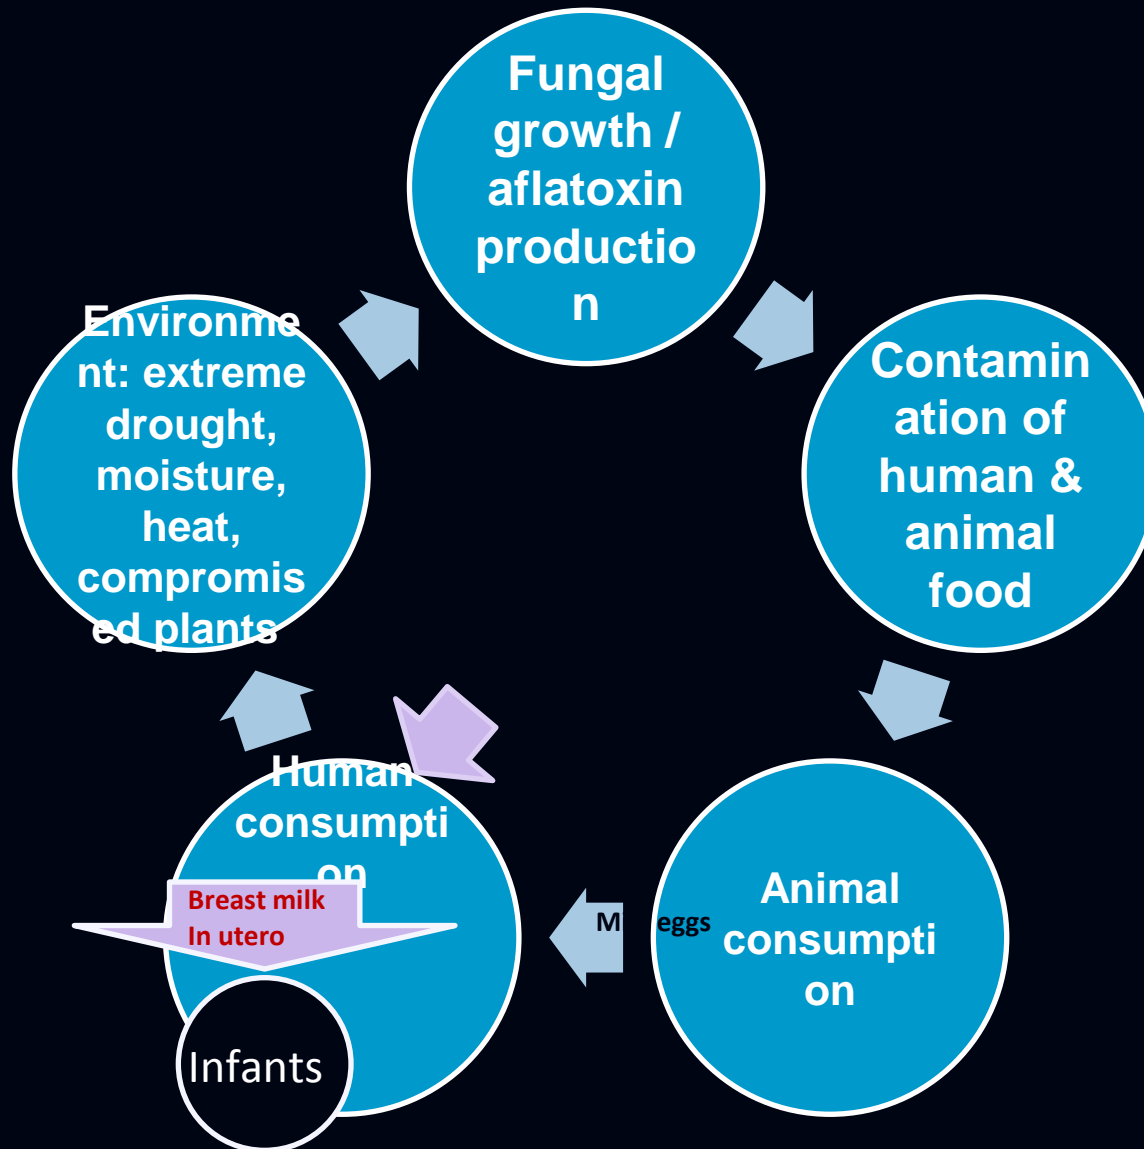 Fungal
growth /
aflatoxin
productio
n
Contamin
ation of
human &
animal
food
Animal
consumpti
on
eggs
Human
consumpti
on
Breast milk
In utero
Infants
Environme
nt: extreme
drought,
moisture,
heat,
compromis
ed plants